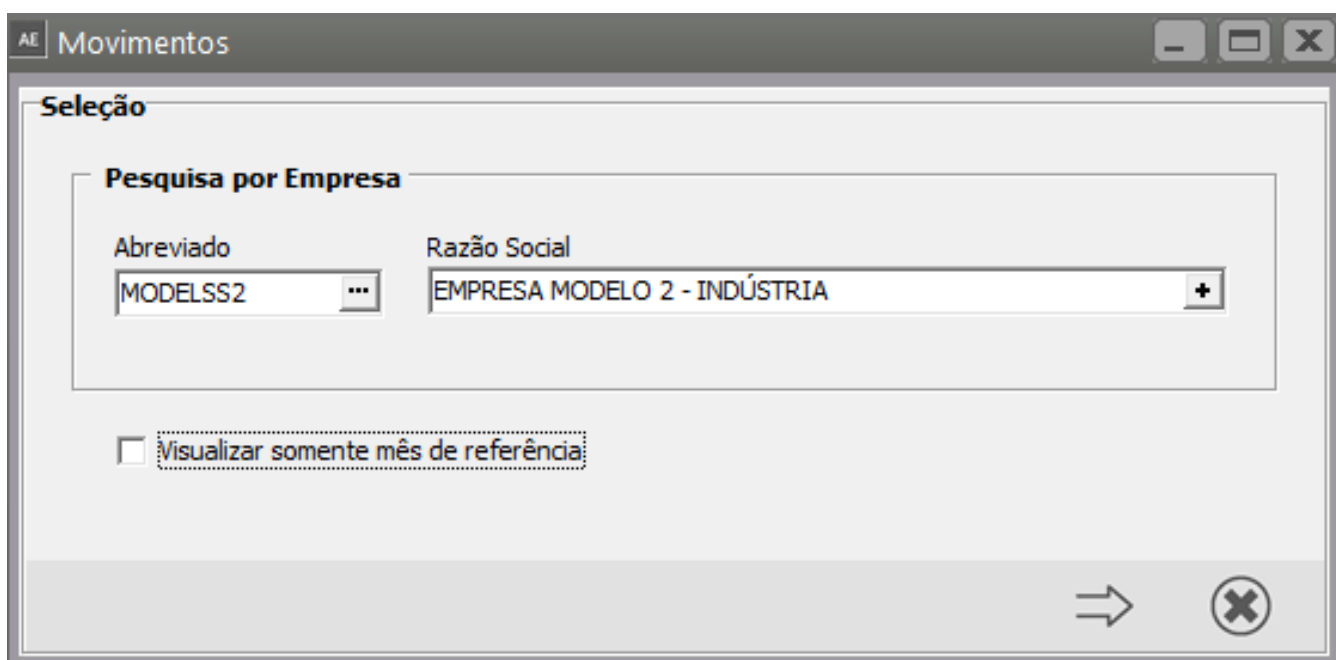 AE Movimentos
Seleção
Pesquisa por Empresa
Abreviado Razão Social
MODELSS2 ... EMPRESA MODELO 2 - INDÚSTRIA +
Visualizar somente mês de referência